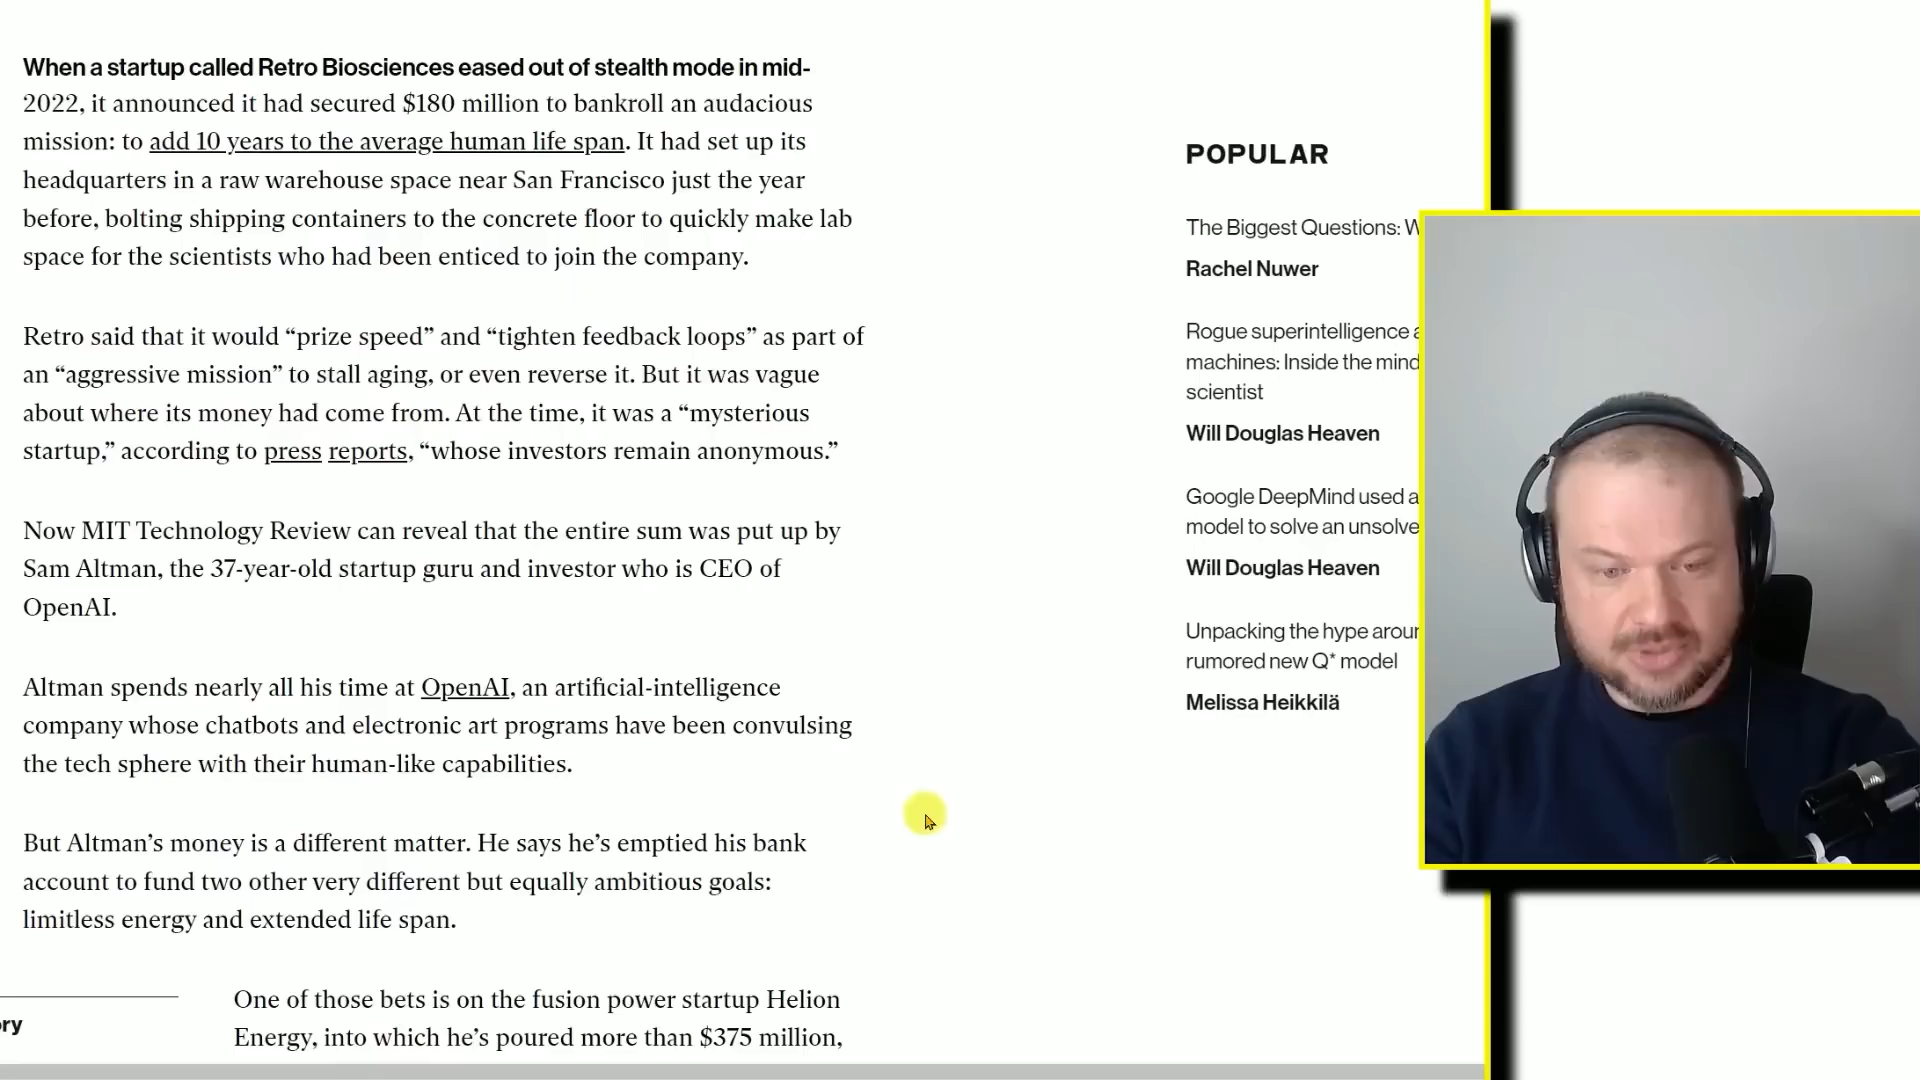 When a startup called Retro Biosciences eased out of stealth mode in mid-
2022, it announced it had secured $180 million to bankroll an audacious
mission: to add 10 years to the average human life span. It had set up its
headquarters in a raw warehouse space near San Francisco just the year
before, bolting shipping containers to the concrete floor to quickly make lab
space for the scientists who had been enticed to join the company.
Retro said that it would “prize speed” and “tighten feedback loops” as part of
an “aggressive mission” to stall aging, or even reverse it. But it was vague
about where its money had come from. At the time, it was a “mysterious
startup,” according to press reports, “whose investors remain anonymous.”
Now MIT Technology Review can reveal that the entire sum was put up by
Sam Altman, the 37-year-old startup guru and investor who is CEO of
OpenAI.
Altman spends nearly all his time at OpenAI, an artificial-intelligence
company whose chatbots and electronic art programs have been convulsing
the tech sphere with their human-like capabilities.
But Altman’s money is a different matter. He says he’s emptied his bank
account to fund two other very different but equally ambitious goals:
limitless energy and extended life span.
One of those bets is on the fusion power startup Helion
Energy, into which he’s poured more than $375 million,
ory
POPULAR
The Biggest Questions: W
Rachel Nuwer
Rogue superintelligence a
machines: Inside the mind
scientist
Will Douglas Heaven
Google DeepMind used a
model to solve an unsolve
Will Douglas Heaven
Unpacking the hype arour
rumored new Q* model
Melissa Heikkilä